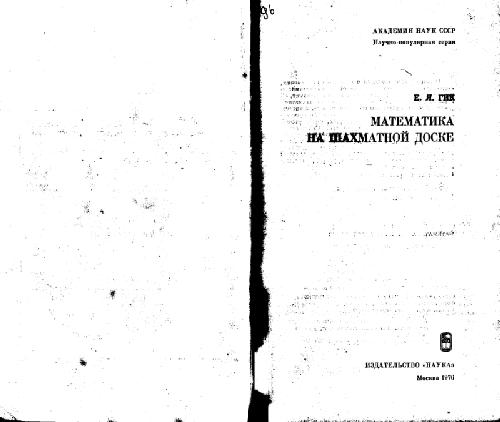 АКАДЕМИЯ НАУК СССР
Научно-популярная серия
Е. Я. ГИК
МАТЕМАТИКА
НА ШАХМАТНОЙ ДОСКЕ
ИЗДАТЕЛЬСТВО «НАУКА»
Москва 1976